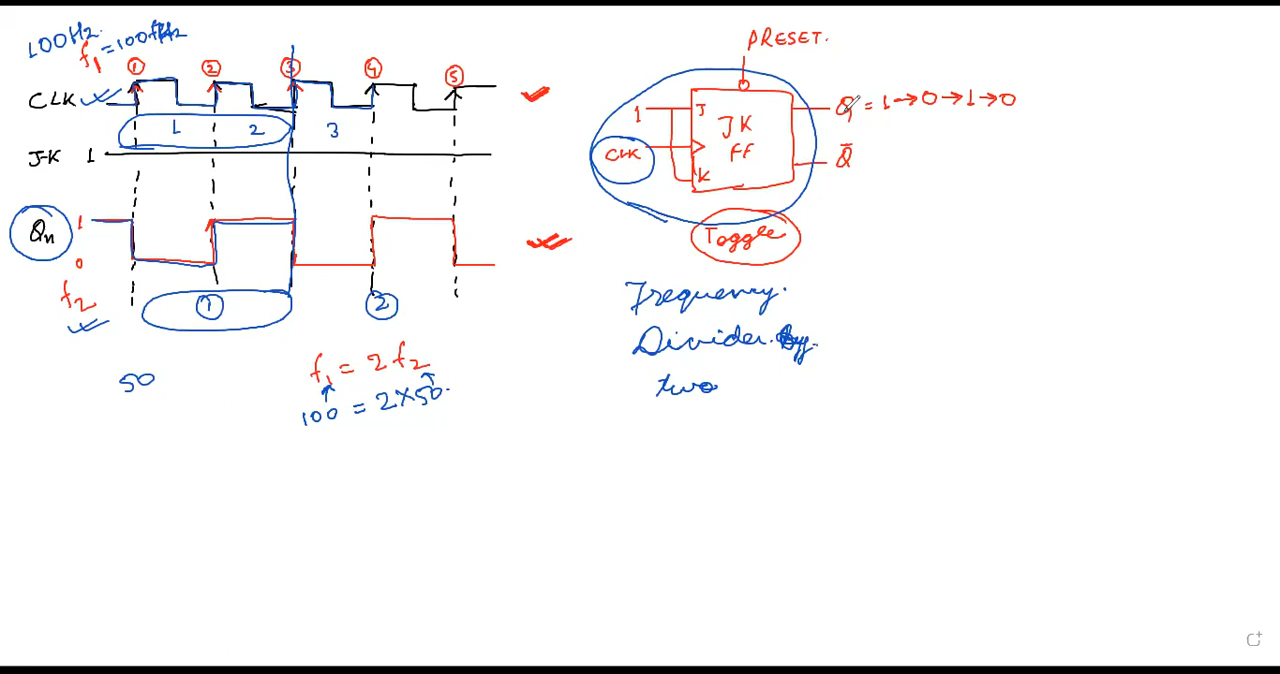 100Hz.
f1=100Hz
CLK
① ② ③ ④ ⑤
1 2 3
J-K 1
Qn 1
0
f2
① ②
50
f1 = 2 f2
100 = 2×50.
PRESET.
1 J
JK
FF
CLK
K
Q = 1→0→1→0
Q̄
Toggle
Frequency.
Divider. by.
two